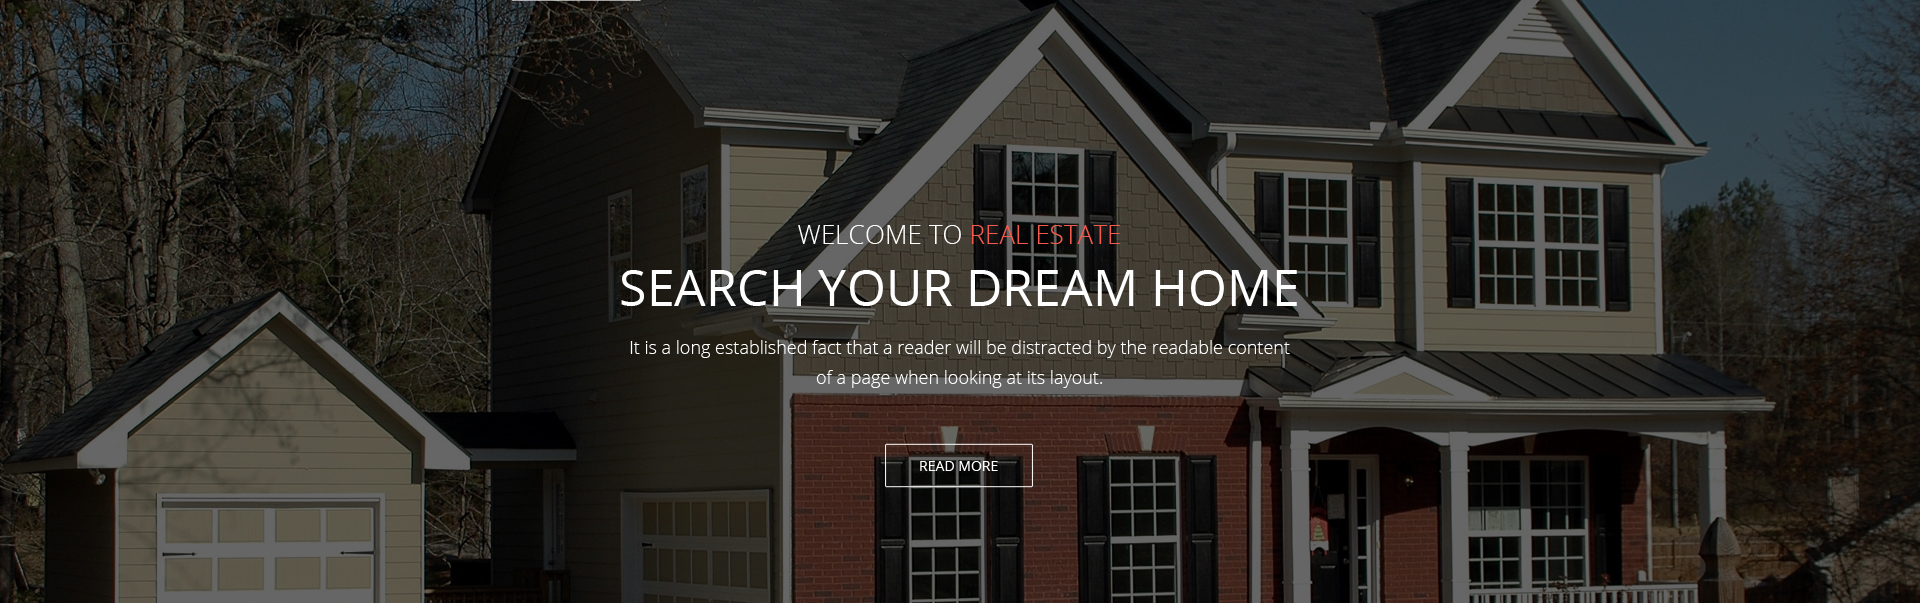 WELCOME TO REAL ESTATE
SEARCH YOUR DREAM HOME
It is a long established fact that a reader will be distracted by the readable content
of a page when looking at its layout.
READ MORE